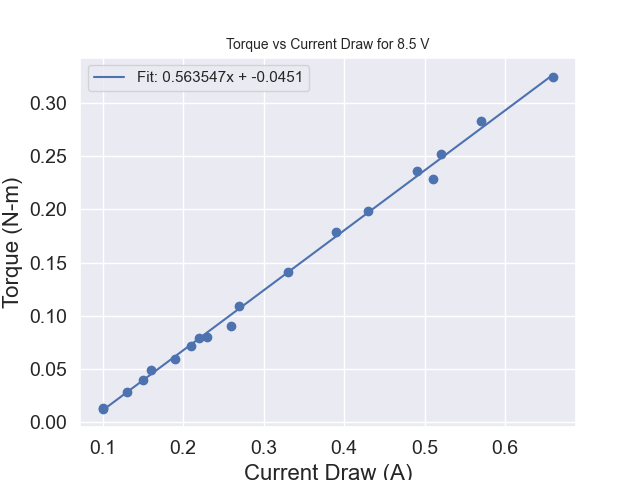 Torque vs Current Draw for 8.5 V
Fit: 0.563547x + -0.0451
Torque (N-m)
0.30
0.25
0.20
0.15
0.10
0.05
0.00
0.1 0.2 0.3 0.4 0.5 0.6
Current Draw (A)